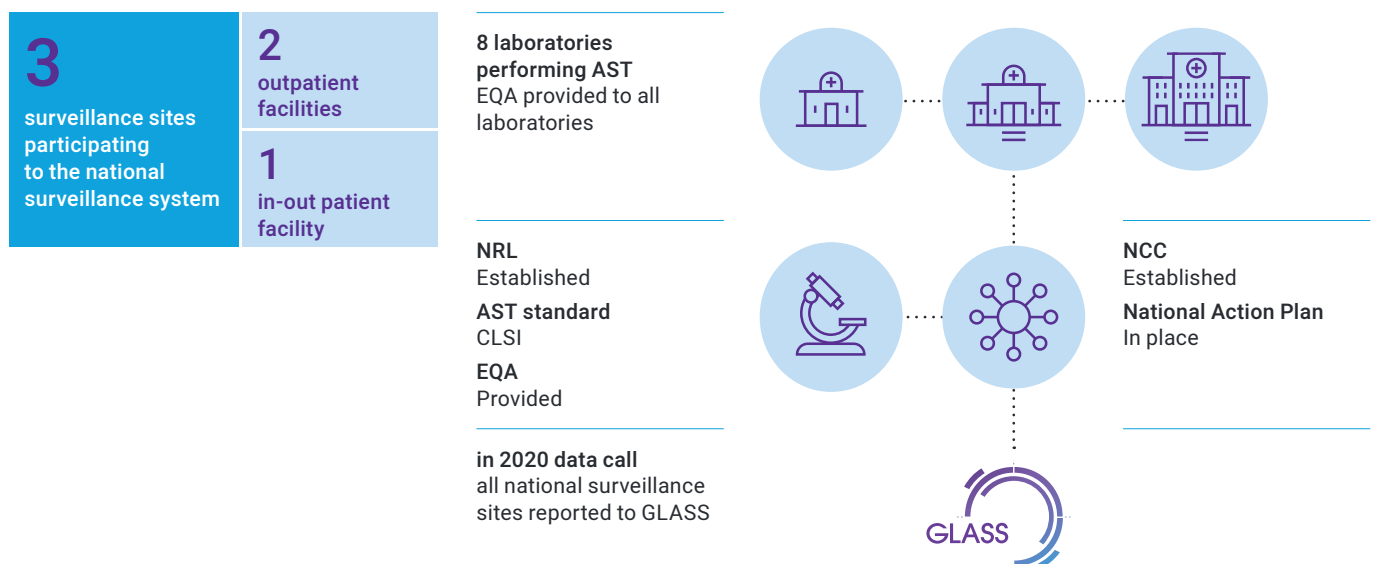 3
surveillance sites
participating
to the national
surveillance system
2
outpatient
facilities
1
in-out patient
facility
8 laboratories
performing AST
EQA provided to all
laboratories
NRL
Established
AST standard
CLSI
EQA
Provided
NCC
Established
National Action Plan
In place
in 2020 data call
all national surveillance
sites reported to GLASS
GLASS